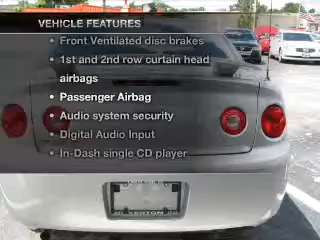 VEHICLE FEATURES
• Front Ventilated disc brakes
• 1st and 2nd row curtain head
airbags
• Passenger Airbag
• Audio system security
• Digital Audio Input
• In-Dash single CD player